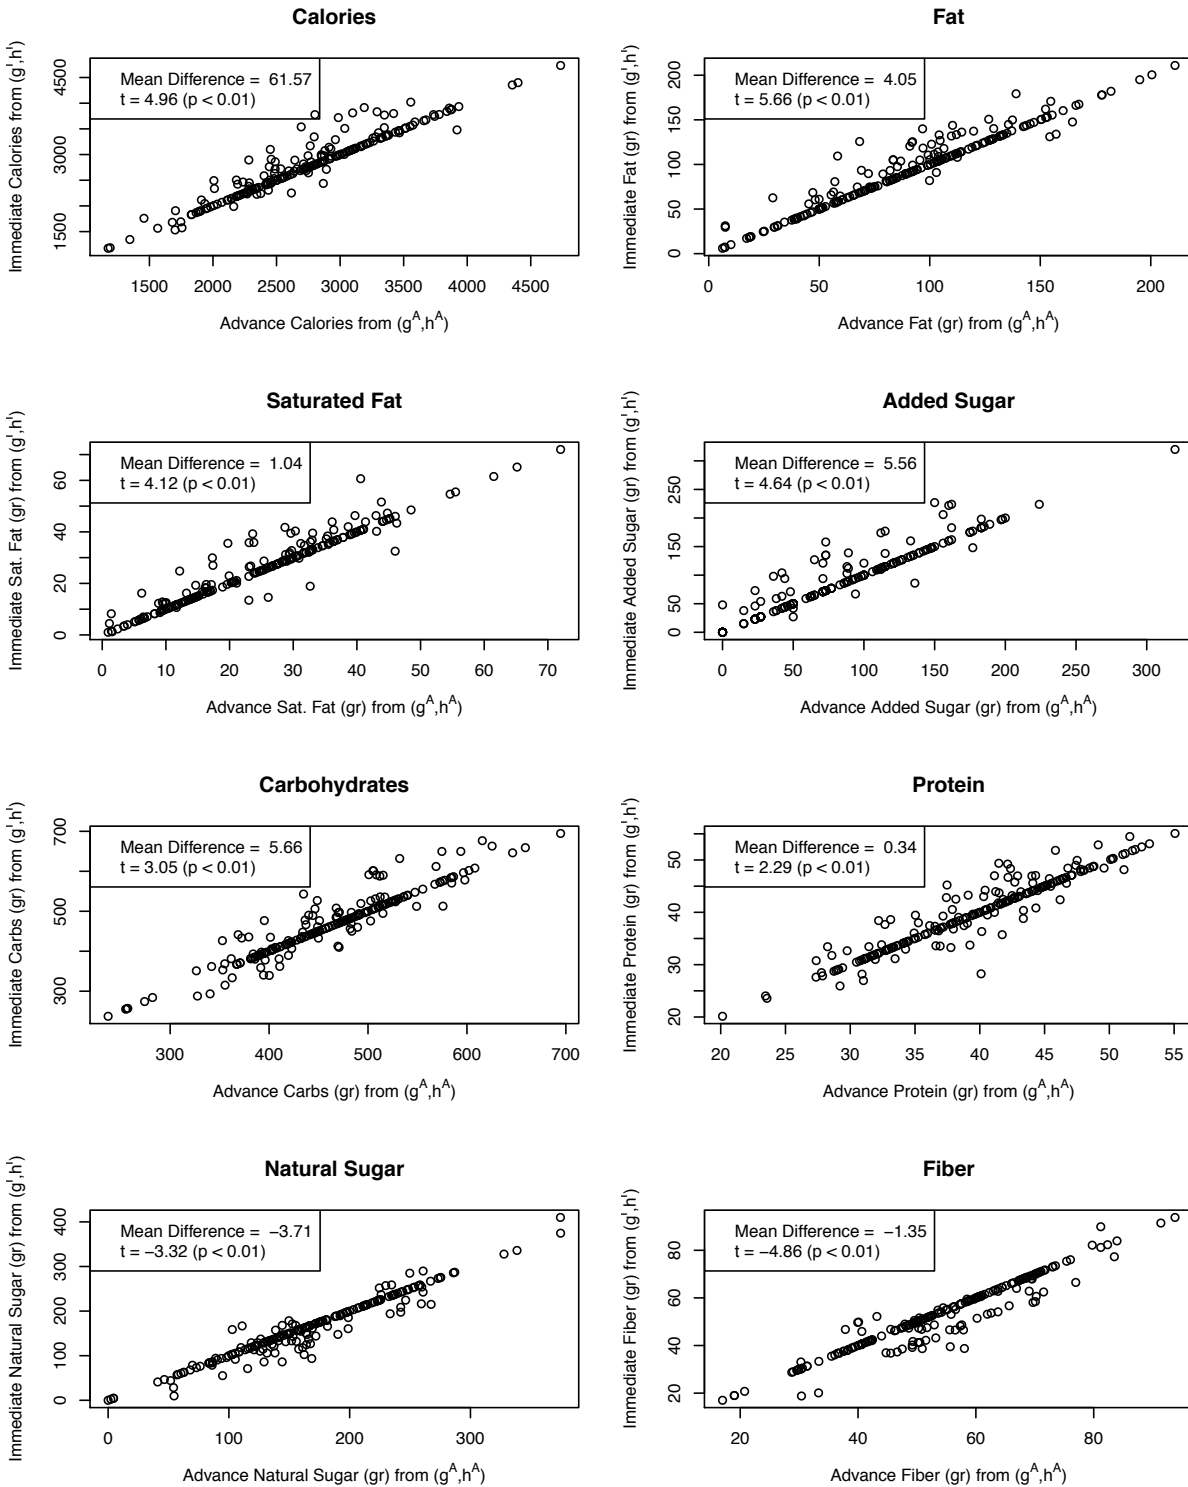 Calories
Immediate Calories from (g^I,h^I)
Mean Difference = 61.57
t = 4.96 (p < 0.01)
1500 3000 4500
1500 2000 2500 3000 3500 4000 4500
Advance Calories from (g^A,h^A)
Fat
Immediate Fat (gr) from (g^I,h^I)
Mean Difference = 4.05
t = 5.66 (p < 0.01)
0 50 100 150 200
0 50 100 150 200
Advance Fat (gr) from (g^A,h^A)
Saturated Fat
Immediate Sat. Fat (gr) from (g^I,h^I)
Mean Difference = 1.04
t = 4.12 (p < 0.01)
0 20 40 60
0 10 20 30 40 50 60 70
Advance Sat. Fat (gr) from (g^A,h^A)
Added Sugar
Immediate Added Sugar (gr) from (g^I,h^I)
Mean Difference = 5.56
t = 4.64 (p < 0.01)
0 50 150 250
0 50 100 150 200 250 300
Advance Added Sugar (gr) from (g^A,h^A)
Carbohydrates
Immediate Carbs (gr) from (g^I,h^I)
Mean Difference = 5.66
t = 3.05 (p < 0.01)
300 500 700
300 400 500 600 700
Advance Carbs (gr) from (g^A,h^A)
Protein
Immediate Protein (gr) from (g^I,h^I)
Mean Difference = 0.34
t = 2.29 (p < 0.01)
20 30 40 50
20 25 30 35 40 45 50 55
Advance Protein (gr) from (g^A,h^A)
Natural Sugar
Immediate Natural Sugar (gr) from (g^I,h^I)
Mean Difference = −3.71
t = −3.32 (p < 0.01)
0 100 200 300 400
0 100 200 300
Advance Natural Sugar (gr) from (g^A,h^A)
Fiber
Immediate Fiber (gr) from (g^I,h^I)
Mean Difference = −1.35
t = −4.86 (p < 0.01)
20 40 60 80
20 40 60 80
Advance Fiber (gr) from (g^A,h^A)